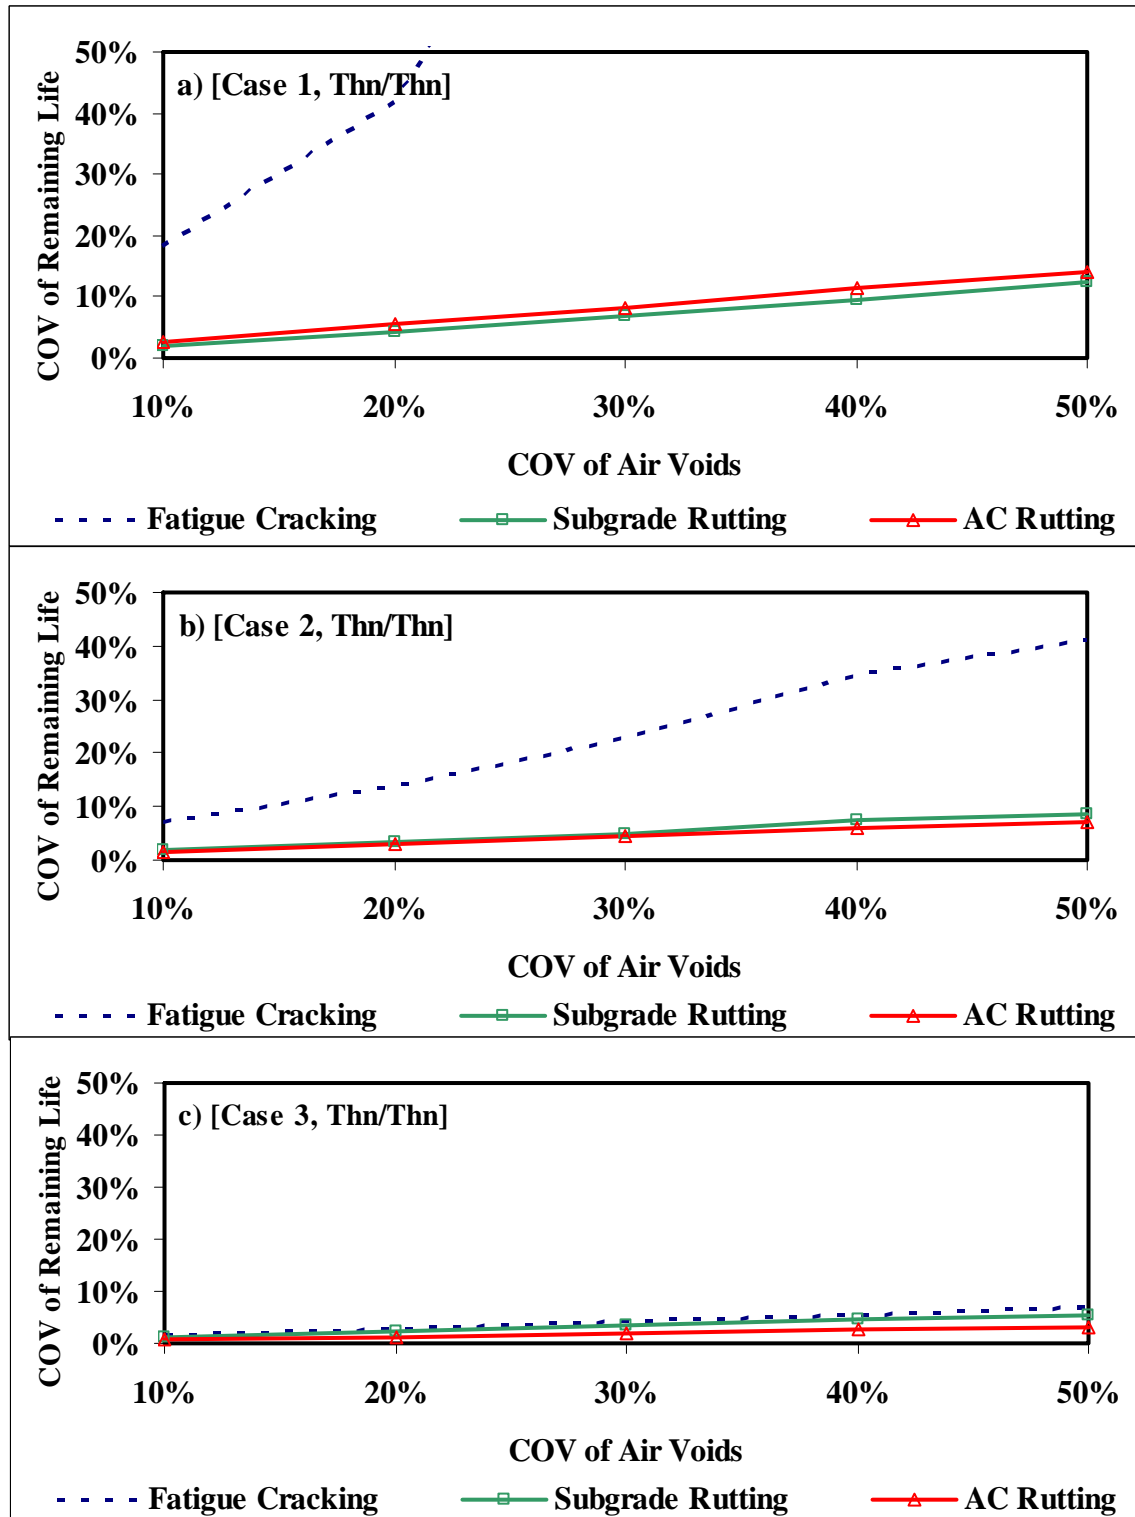 a) [Case 1, Thn/Thn]
COV of Remaining Life
50%
40%
30%
20%
10%
0%
10% 20% 30% 40% 50%
COV of Air Voids
Fatigue Cracking Subgrade Rutting AC Rutting
b) [Case 2, Thn/Thn]
COV of Remaining Life
50%
40%
30%
20%
10%
0%
10% 20% 30% 40% 50%
COV of Air Voids
Fatigue Cracking Subgrade Rutting AC Rutting
c) [Case 3, Thn/Thn]
COV of Remaining Life
50%
40%
30%
20%
10%
0%
10% 20% 30% 40% 50%
COV of Air Voids
Fatigue Cracking Subgrade Rutting AC Rutting